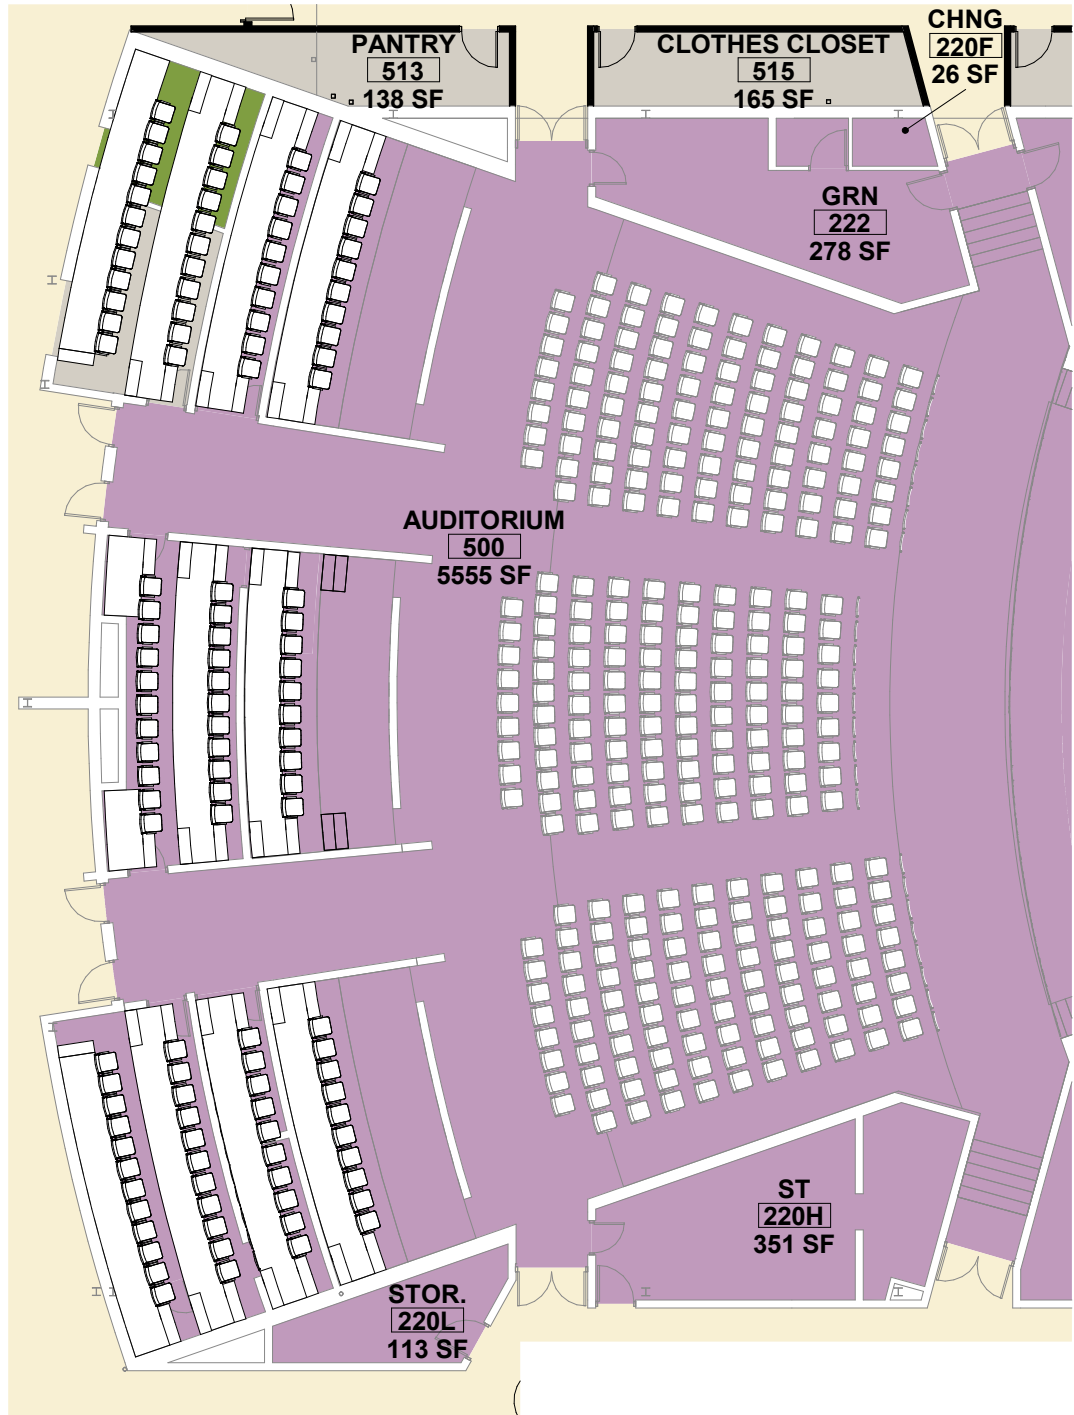 PANTRY
513
138 SF
CLOTHES CLOSET
515
165 SF
CHNG
220F
26 SF
GRN
222
278 SF
AUDITORIUM
500
5555 SF
ST
220H
351 SF
STOR.
220L
113 SF